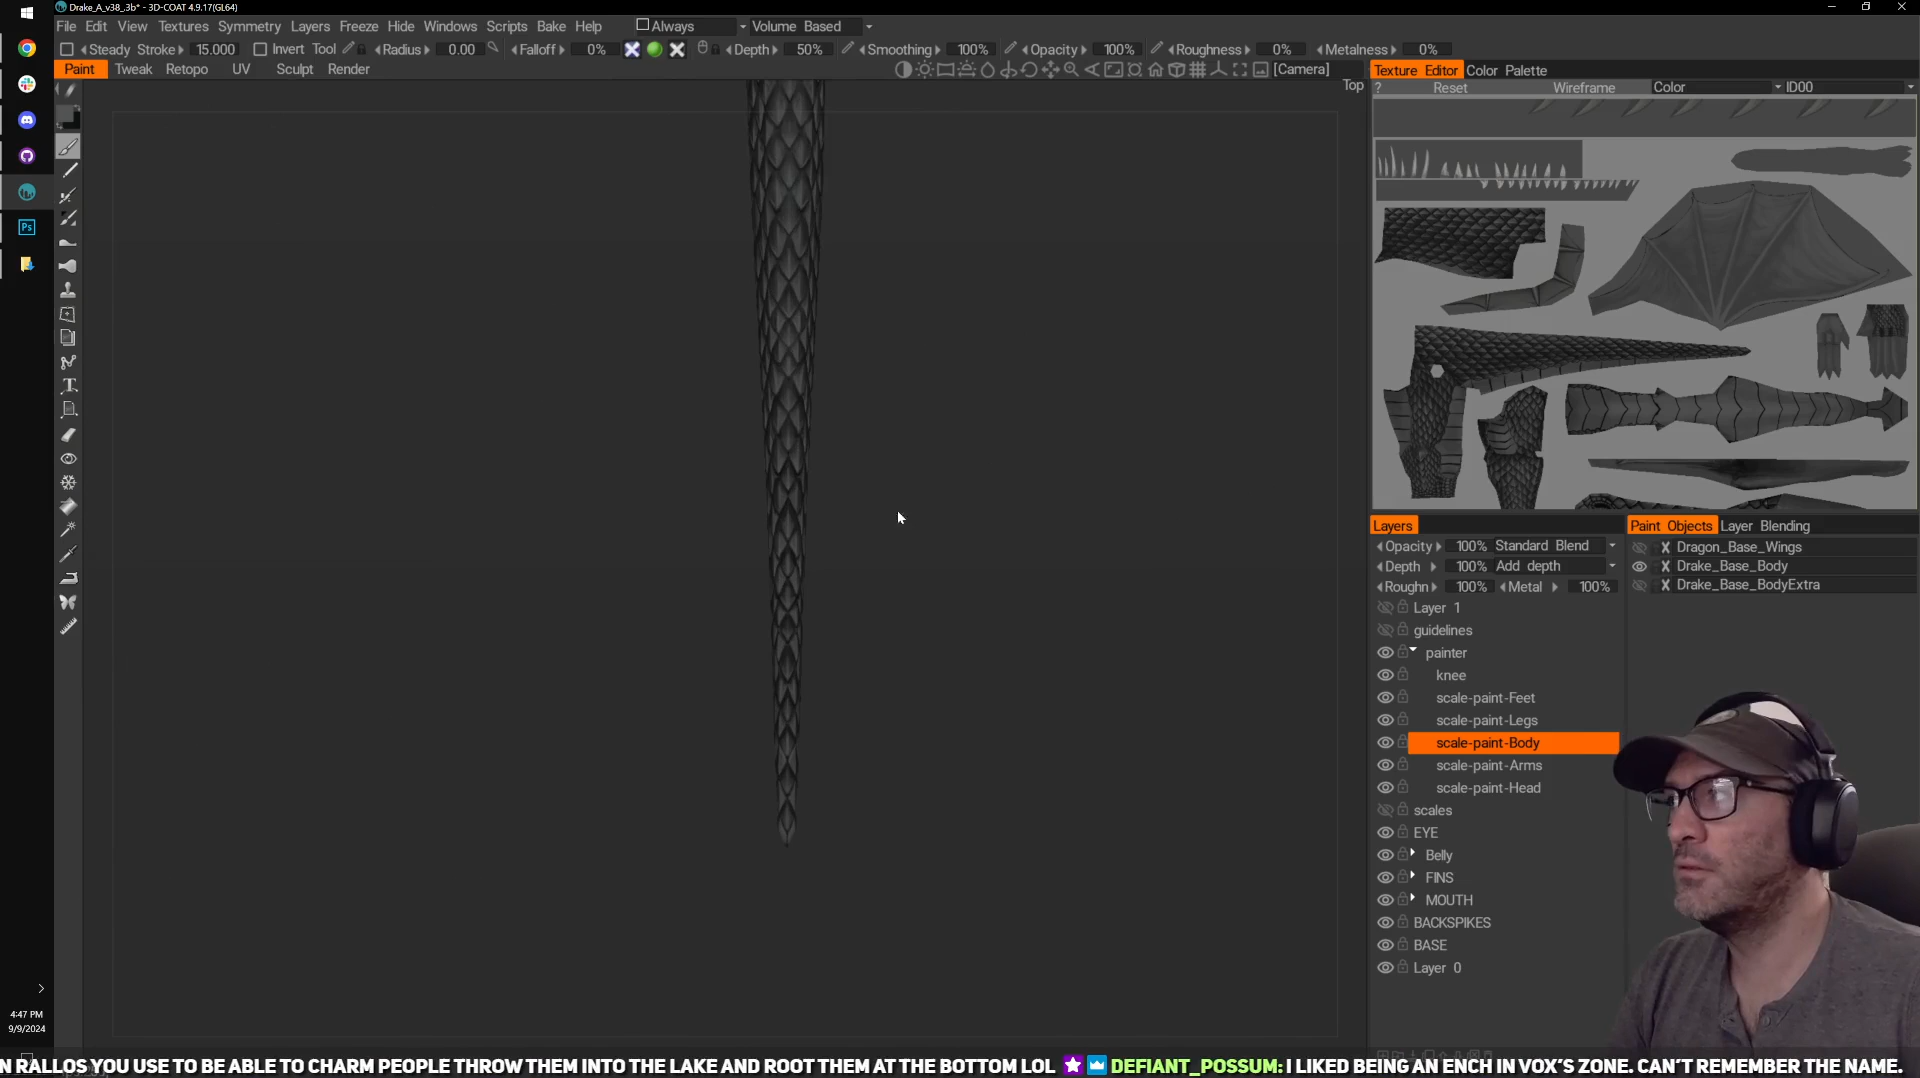 Drake_A_v38_.3b* - 3D-COAT 4.9.17(GL64)
File Edit View Textures Symmetry Layers Freeze Hide Windows Scripts Bake Help Always Volume Based
Steady Stroke 15.000 Invert Tool Radius 0.00 Falloff 0% Depth 50% Smoothing 100% Opacity 100% Roughness 0% Metalness 0%
Paint Tweak Retopo UV Sculpt Render [Camera]
Top
Texture Editor Color Palette
? Reset Wireframe Color ID00
Ps
T
Layers
Opacity 100% Standard Blend
Depth 100% Add depth
Roughn 100% Metal 100%
Layer 1
guidelines
painter
knee
scale-paint-Feet
scale-paint-Legs
scale-paint-Body
scale-paint-Arms
scale-paint-Head
scales
EYE
Belly
FINS
MOUTH
BACKSPIKES
BASE
Layer 0
Paint Objects Layer Blending
Dragon_Base_Wings
Drake_Base_Body
Drake_Base_BodyExtra
4:47 PM
9/9/2024
N RALLOS YOU USE TO BE ABLE TO CHARM PEOPLE THROW THEM INTO THE LAKE AND ROOT THEM AT THE BOTTOM LOL DEFIANT_POSSUM: I LIKED BEING AN ENCH IN VOX'S ZONE. CAN'T REMEMBER THE NAME.